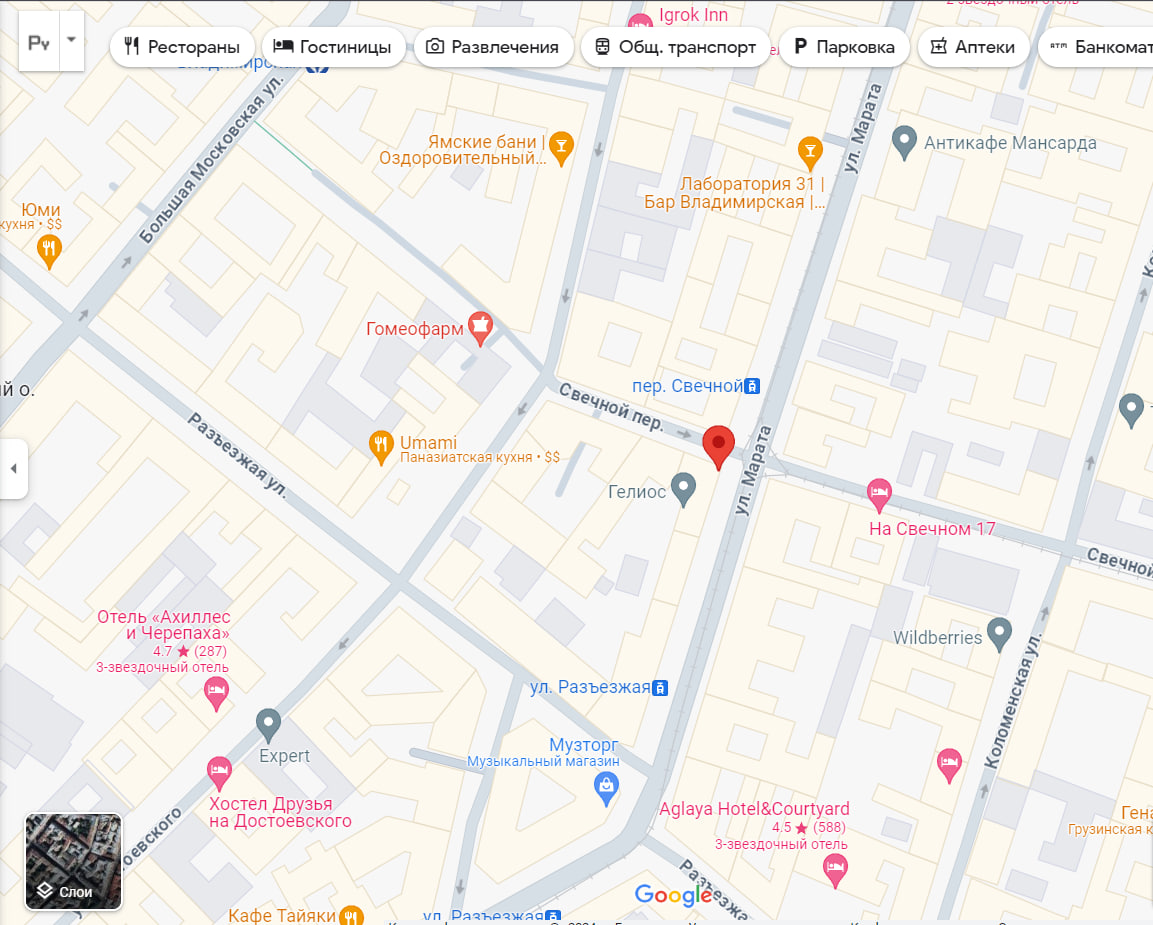 Igrok Inn
Ру
Рестораны
Гостиницы
Развлечения
Общ. транспорт
Парковка
Аптеки
Банкомат
Большая Московская ул.
ул. Марата
Ямские бани |
Оздоровительный...
Антикафе Мансарда
Лаборатория 31 |
Бар Владимирская |...
Юми
кухня • $$
Гомеофарм
пер. Свечной
Свечной пер.
ул. Марата
Разъезжая ул.
Umami
Паназиатская кухня • $$
Гелиос
На Свечном 17
Свечной
Отель «Ахиллес
и Черепаха»
4.7 ★ (287)
3-звездочный отель
Wildberries
Коломенская ул.
ул. Разъезжая
Expert
Музторг
Музыкальный магазин
Хостел Друзья
на Достоевского
Aglaya Hotel&Courtyard
4.5 ★ (588)
3-звездочный отель
Грузинская к
Слои
Google
Разъезжа
Кафе Тайяки
ул. Разъезжая